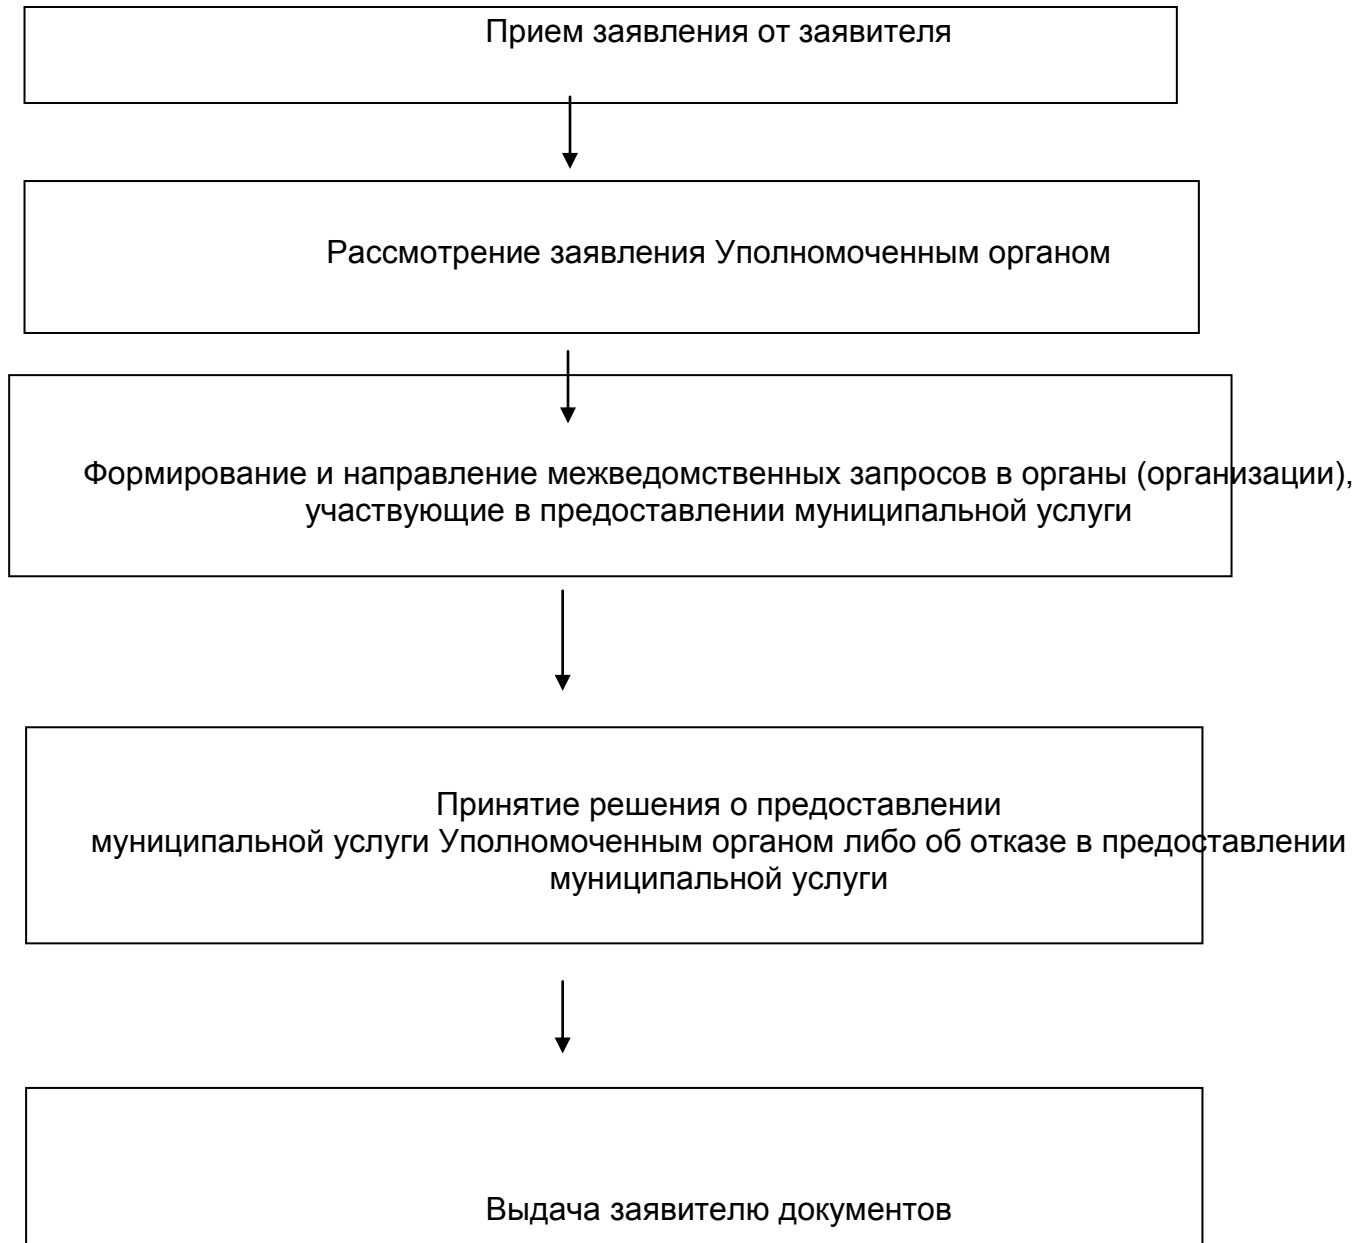 Прием заявления от заявителя
Рассмотрение заявления Уполномоченным органом
Формирование и направление межведомственных запросов в органы (организации),
участвующие в предоставлении муниципальной услуги
Принятие решения о предоставлении
муниципальной услуги Уполномоченным органом либо об отказе в предоставлении
муниципальной услуги
Выдача заявителю документов